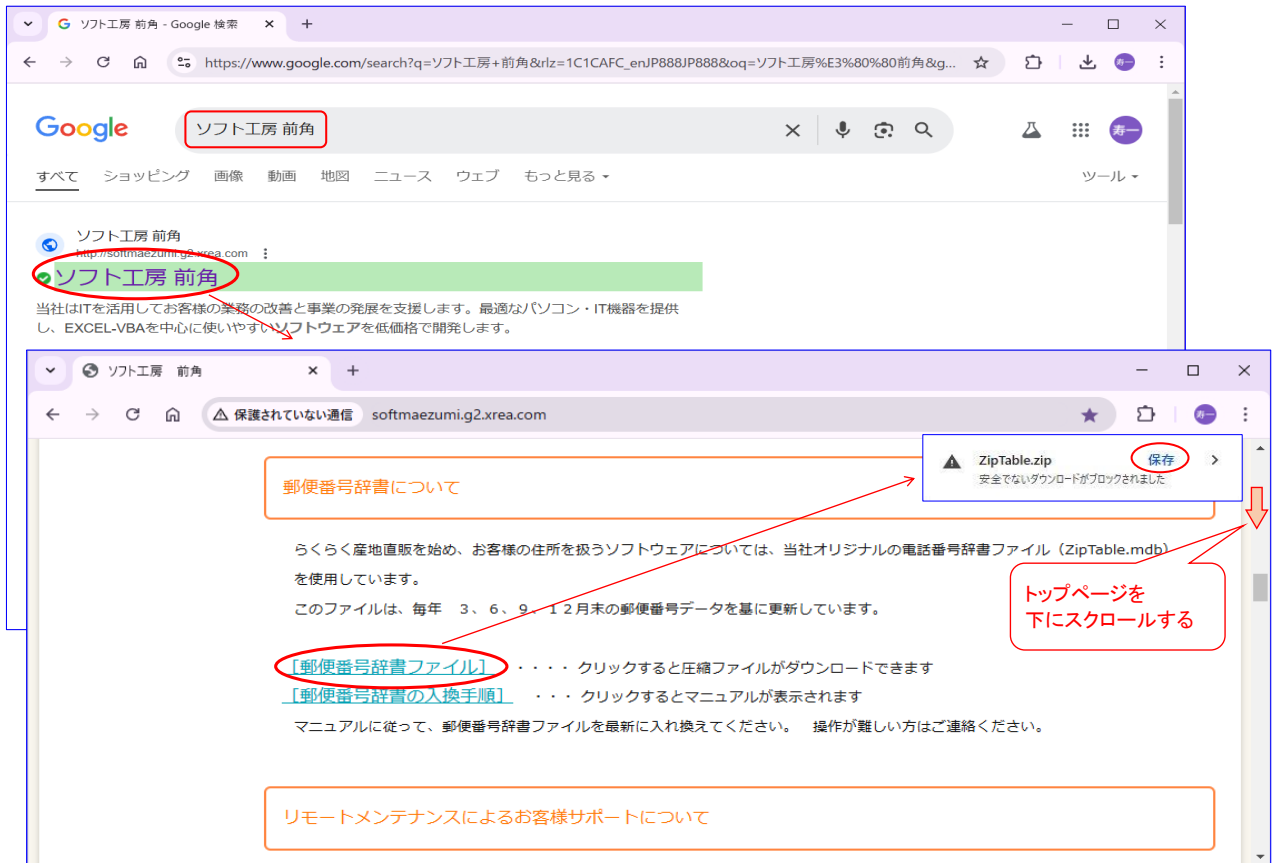 ソフト工房 前角 - Google 検索
https://www.google.com/search?q=ソフト工房+前角&rlz=1C1CAFC_enJP888JP888&oq=ソフト工房%E3%80%80前角&g...
寿一
Google
ソフト工房 前角
寿一
すべて ショッピング 画像 動画 地図 ニュース ウェブ もっと見る
ツール
ソフト工房 前角
http://softmaezumi.g2.xrea.com
ソフト工房 前角
当社はITを活用してお客様の業務の改善と事業の発展を支援します。最適なパソコン・IT機器を提供
し、EXCEL-VBAを中心に使いやすいソフトウェアを低価格で開発します。
ソフト工房 前角
保護されていない通信 softmaezumi.g2.xrea.com
寿一
ZipTable.zip 保存
安全でないダウンロードがブロックされました
郵便番号辞書について
らくらく産地直販を始め、お客様の住所を扱うソフトウェアについては、当社オリジナルの電話番号辞書ファイル（ZipTable.mdb）
を使用しています。
このファイルは、毎年 3、6、9、12月末の郵便番号データを基に更新しています。
トップページを
下にスクロールする
[郵便番号辞書ファイル] ・・・・ クリックすると圧縮ファイルがダウンロードできます
[郵便番号辞書の入換手順] ・・・ クリックするとマニュアルが表示されます
マニュアルに従って、郵便番号辞書ファイルを最新に入れ換えてください。 操作が難しい方はご連絡ください。
リモートメンテナンスによるお客様サポートについて